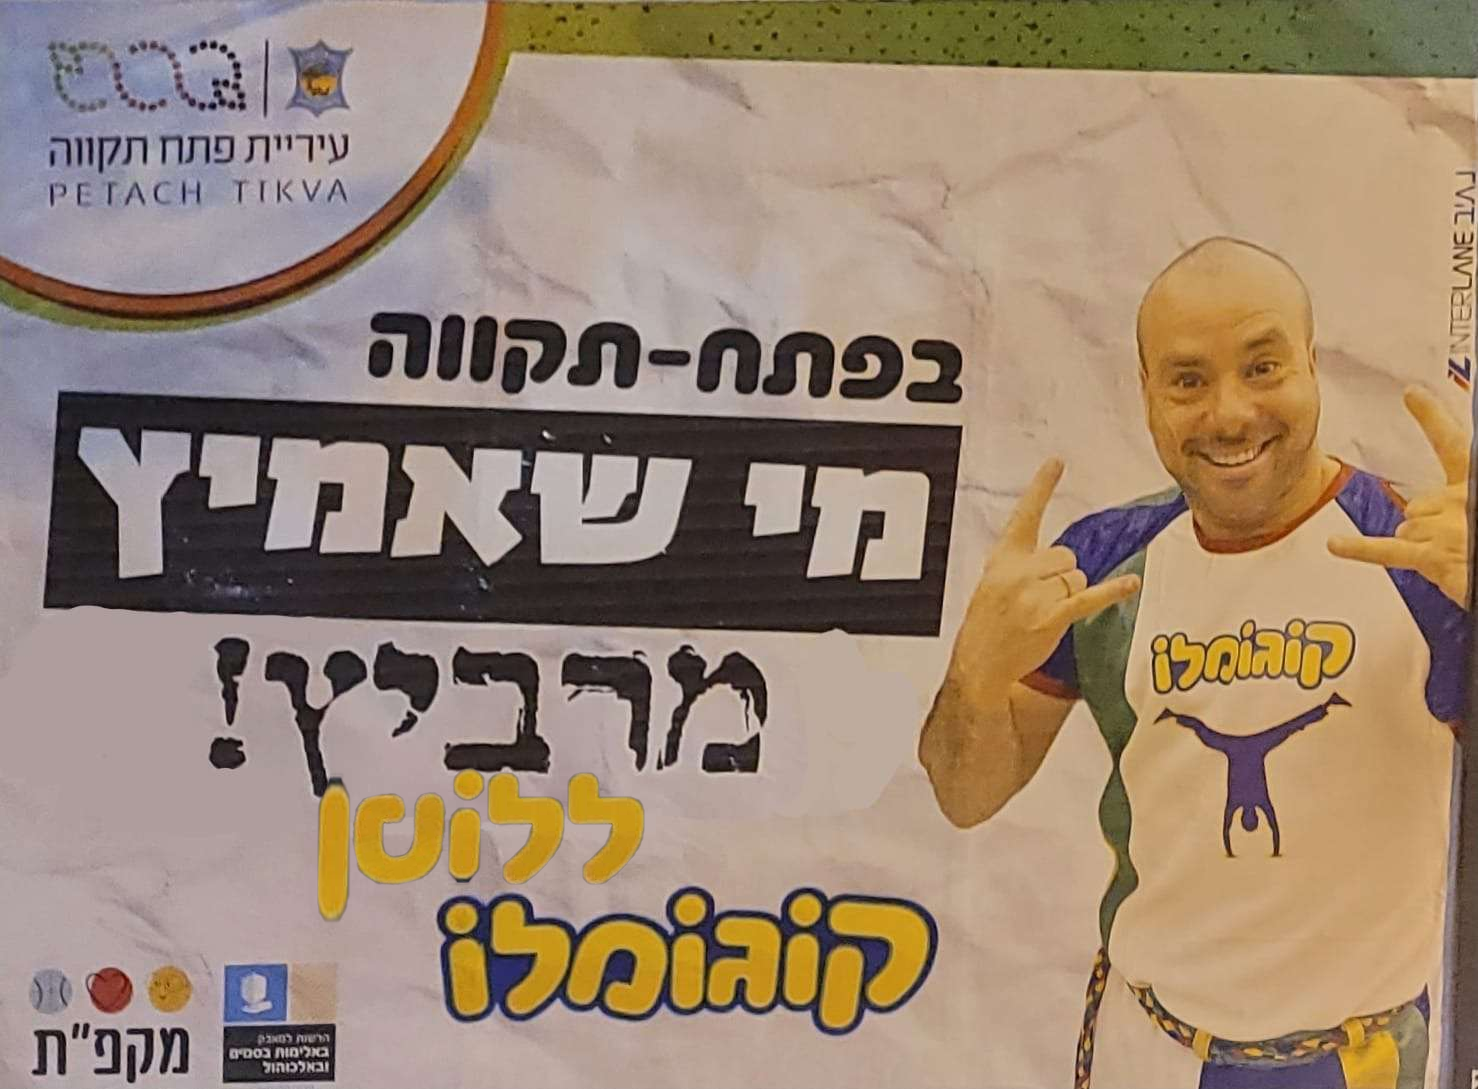 עיריית פתח תקווה
PETACH TIKVA
בפתח-תקווה
מי שאמיץ
מרביץ!
ללוטן
קוגומלו
קוגומלו
מקפ"ת
הרשות למאבק
באלימות בסמים
ובאלכוהול
INTERLANE